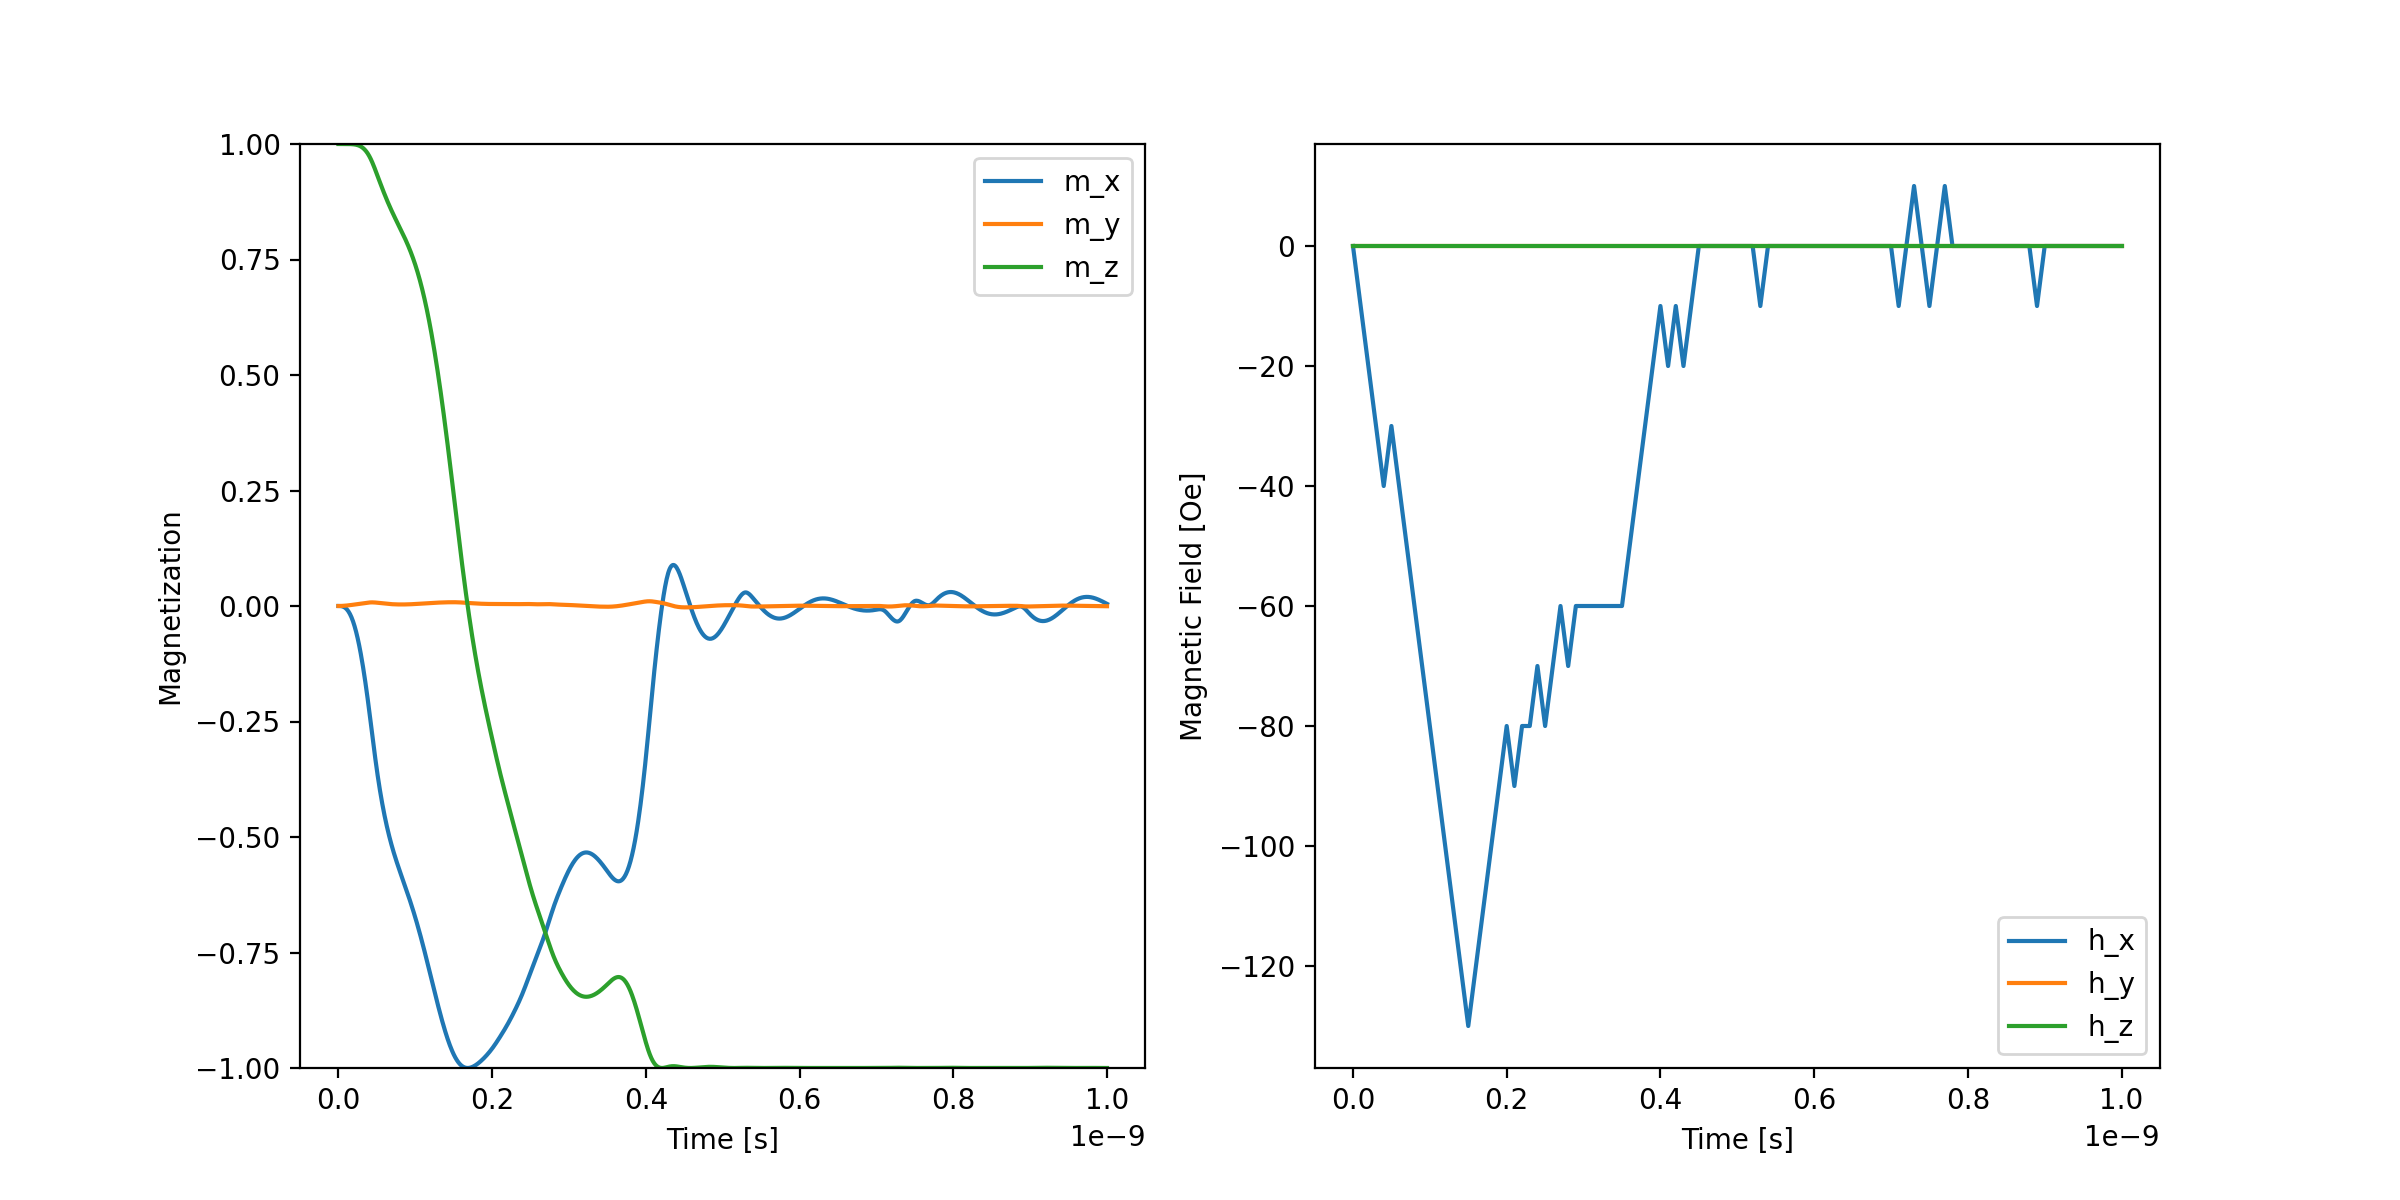 1.00
0.75
0.50
0.25
0.00
−0.25
−0.50
−0.75
−1.00
Magnetization
0.0 0.2 0.4 0.6 0.8 1.0
Time [s]
1e−9
m_x
m_y
m_z
0
−20
−40
−60
−80
−100
−120
Magnetic Field [Oe]
0.0 0.2 0.4 0.6 0.8 1.0
Time [s]
1e−9
h_x
h_y
h_z